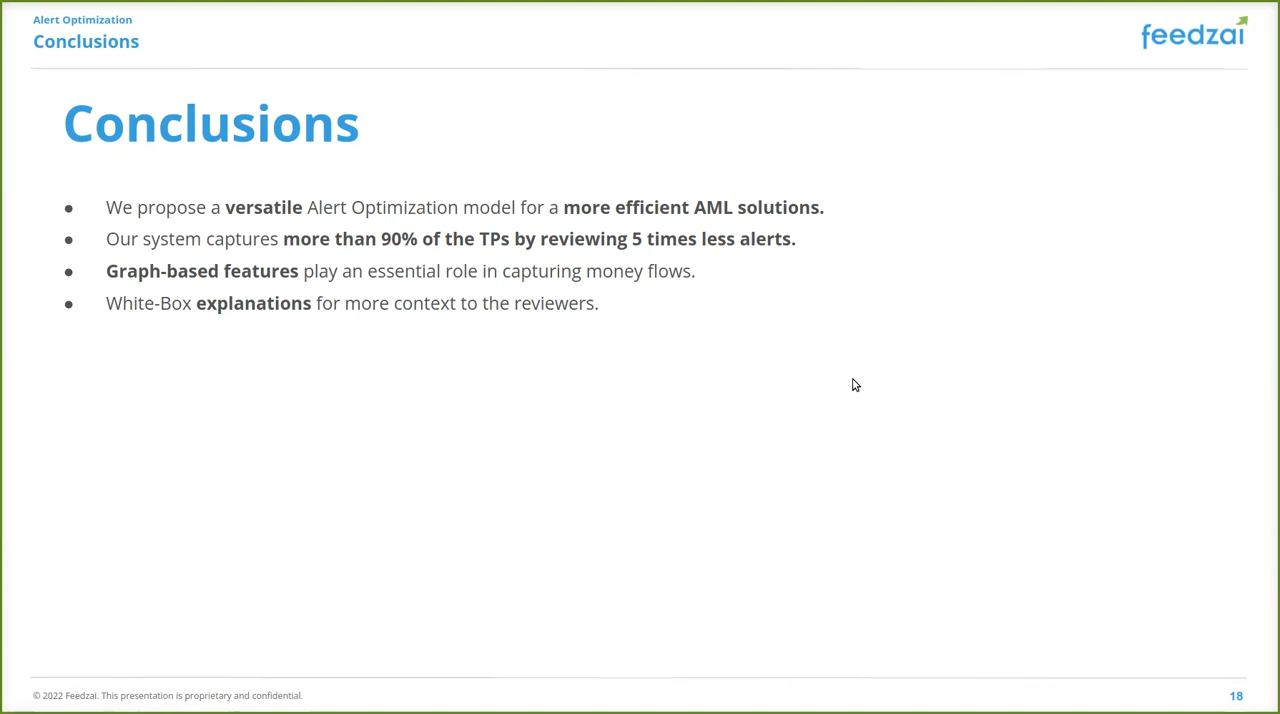 Alert Optimization
Conclusions
feedzai
Conclusions
● We propose a versatile Alert Optimization model for a more efficient AML solutions.
● Our system captures more than 90% of the TPs by reviewing 5 times less alerts.
● Graph-based features play an essential role in capturing money flows.
● White-Box explanations for more context to the reviewers.
© 2022 Feedzai. This presentation is proprietary and confidential.
18